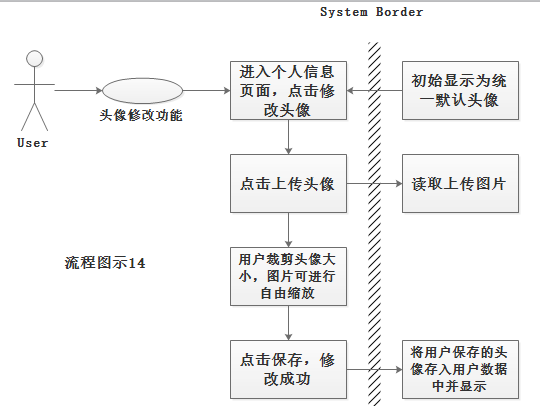 System Border
进入个人信息
页面，点击修
改头像
初始显示为统
一默认头像
头像修改功能
User
点击上传头像
读取上传图片
流程图示14
用户裁剪头像大
小，图片可进行
自由缩放
点击保存，修
改成功
将用户保存的头
像存入用户数据
中并显示